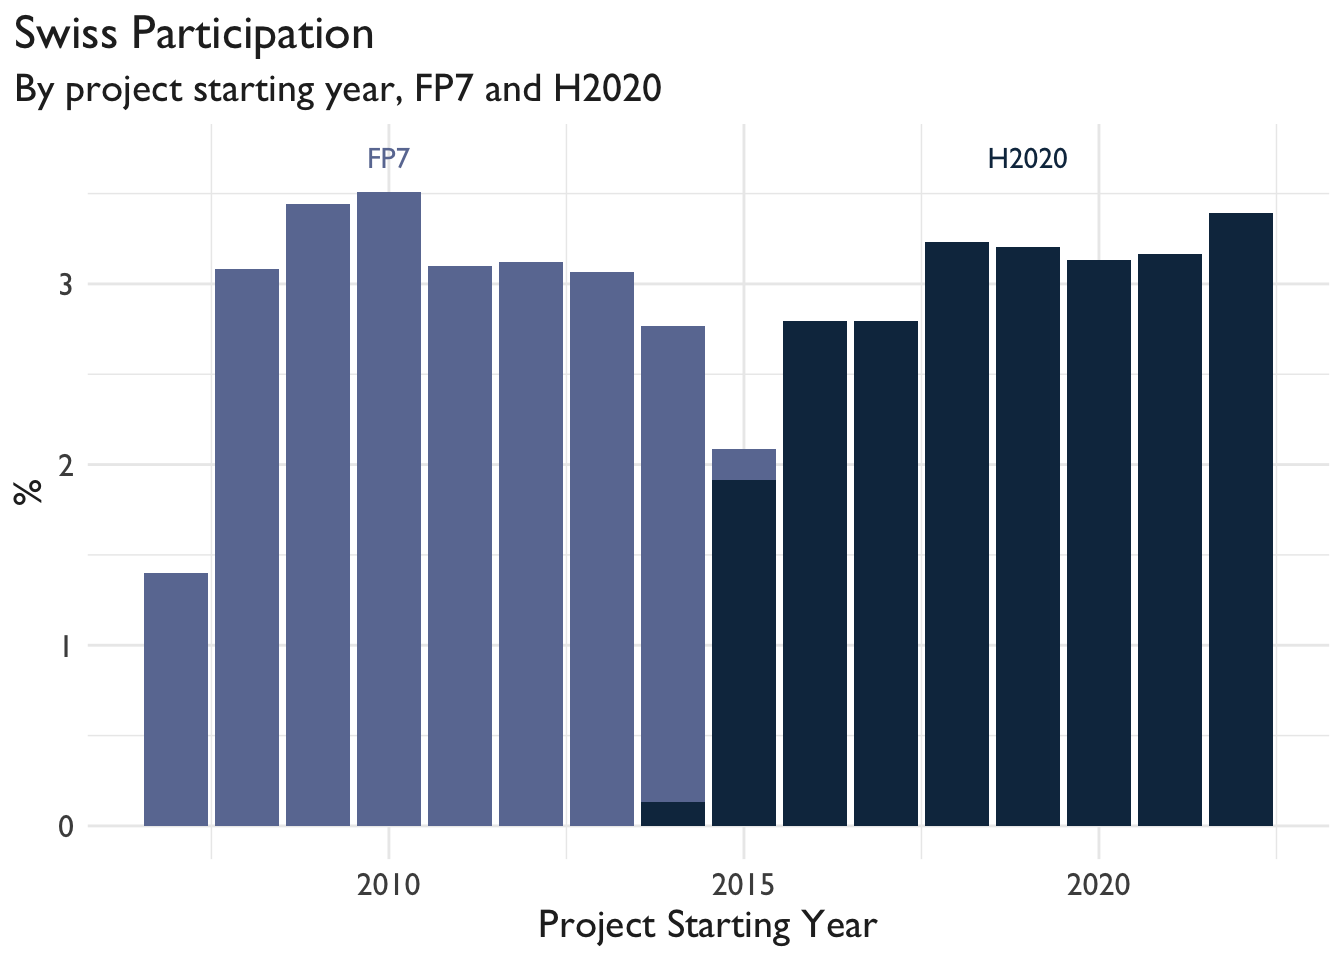 Swiss Participation
By project starting year, FP7 and H2020
FP7
H2020
3
2
1
0
%
2010
2015
2020
Project Starting Year